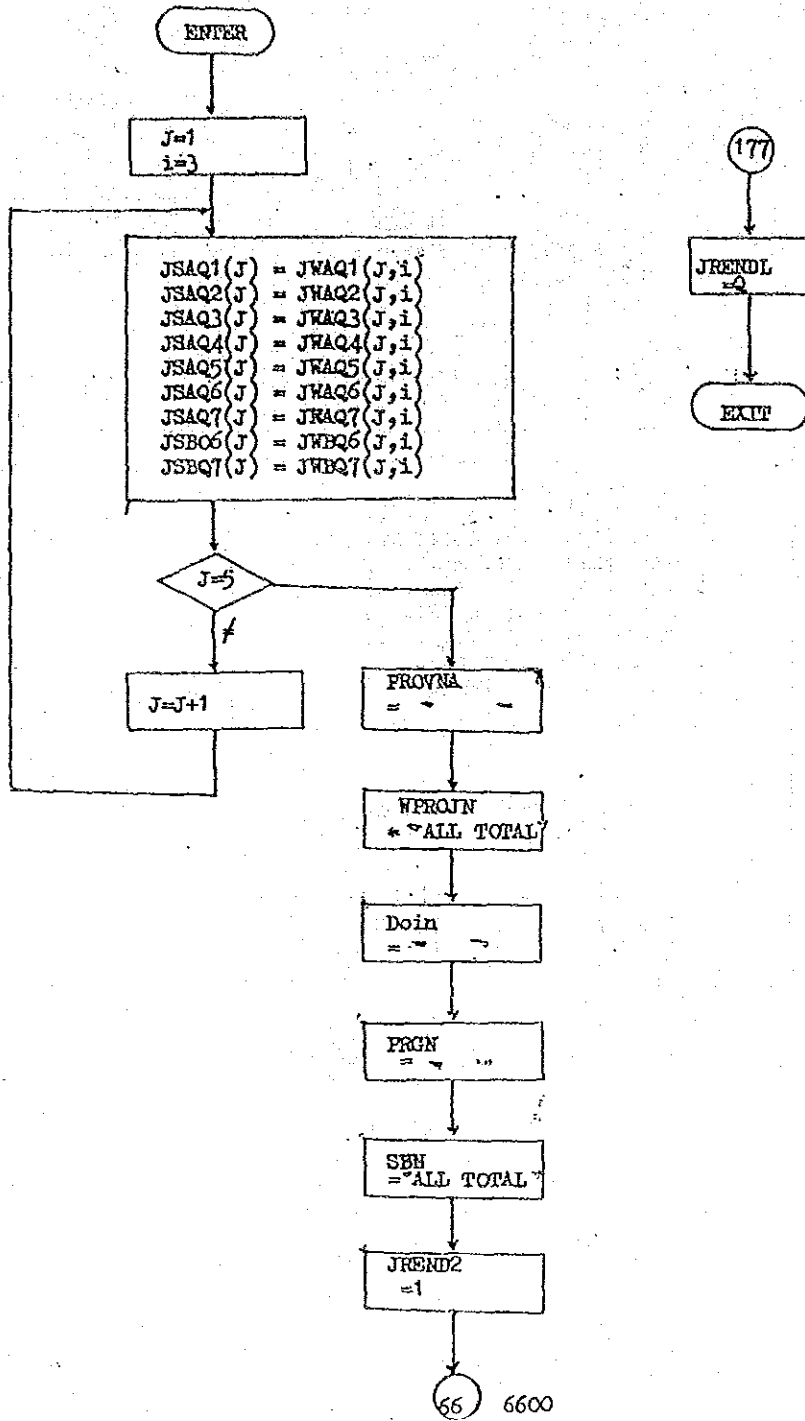 ENTER
J=1
i=3
JSAQ1(J) = JWAQ1(J,i)
JSAQ2(J) = JWAQ2(J,i)
JSAQ3(J) = JWAQ3(J,i)
JSAQ4(J) = JWAQ4(J,i)
JSAQ5(J) = JWAQ5(J,i)
JSAQ6(J) = JWAQ6(J,i)
JSAQ7(J) = JWAQ7(J,i)
JSBO6(J) = JWBQ6(J,i)
JSBQ7(J) = JWBQ7(J,i)
J=5
≠
J=J+1
PROVNA
= " "
WPROJN
= "ALL TOTAL"
Doin
= " "
PRGN
= " "
SBN
="ALL TOTAL"
JREND2
=1
66 6600
177
JRENDL
=0
EXIT